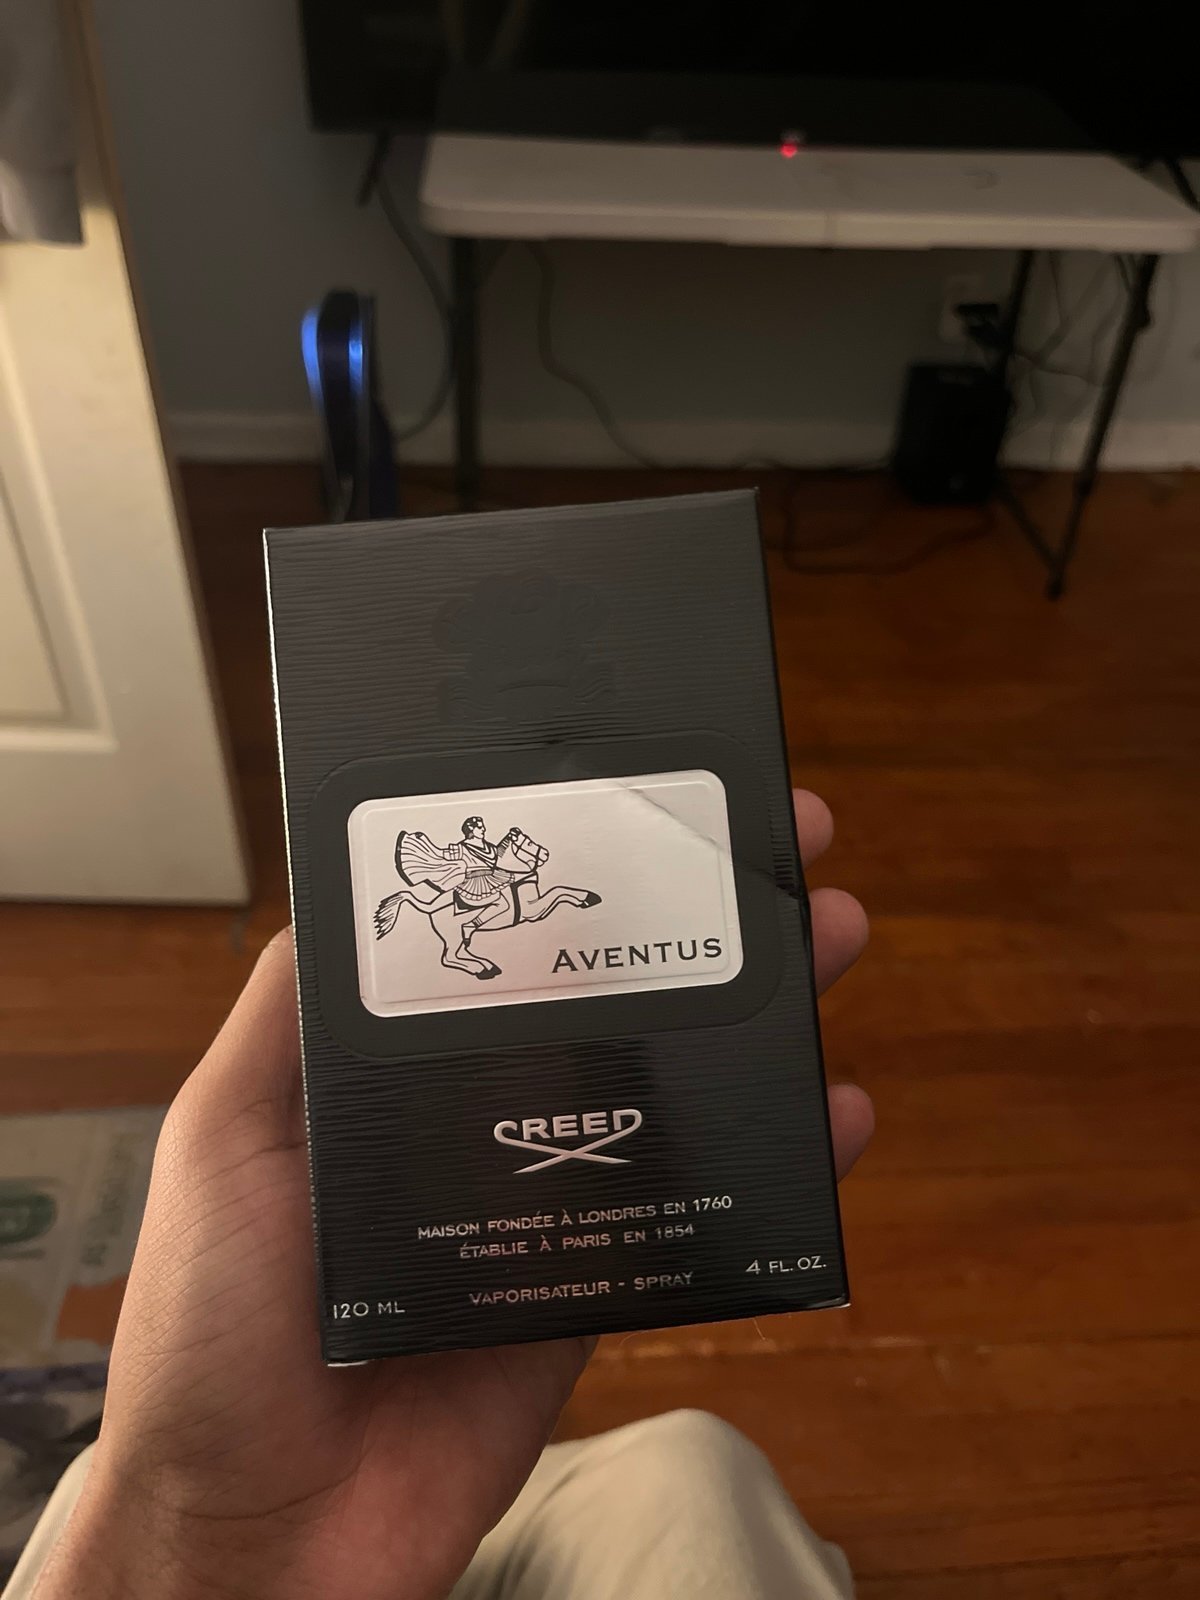 AVENTUS
CREED
MAISON FONDÉE À LONDRES EN 1760
ÉTABLIE À PARIS EN 1854
VAPORISATEUR - SPRAY
120 ML
4 FL. OZ.